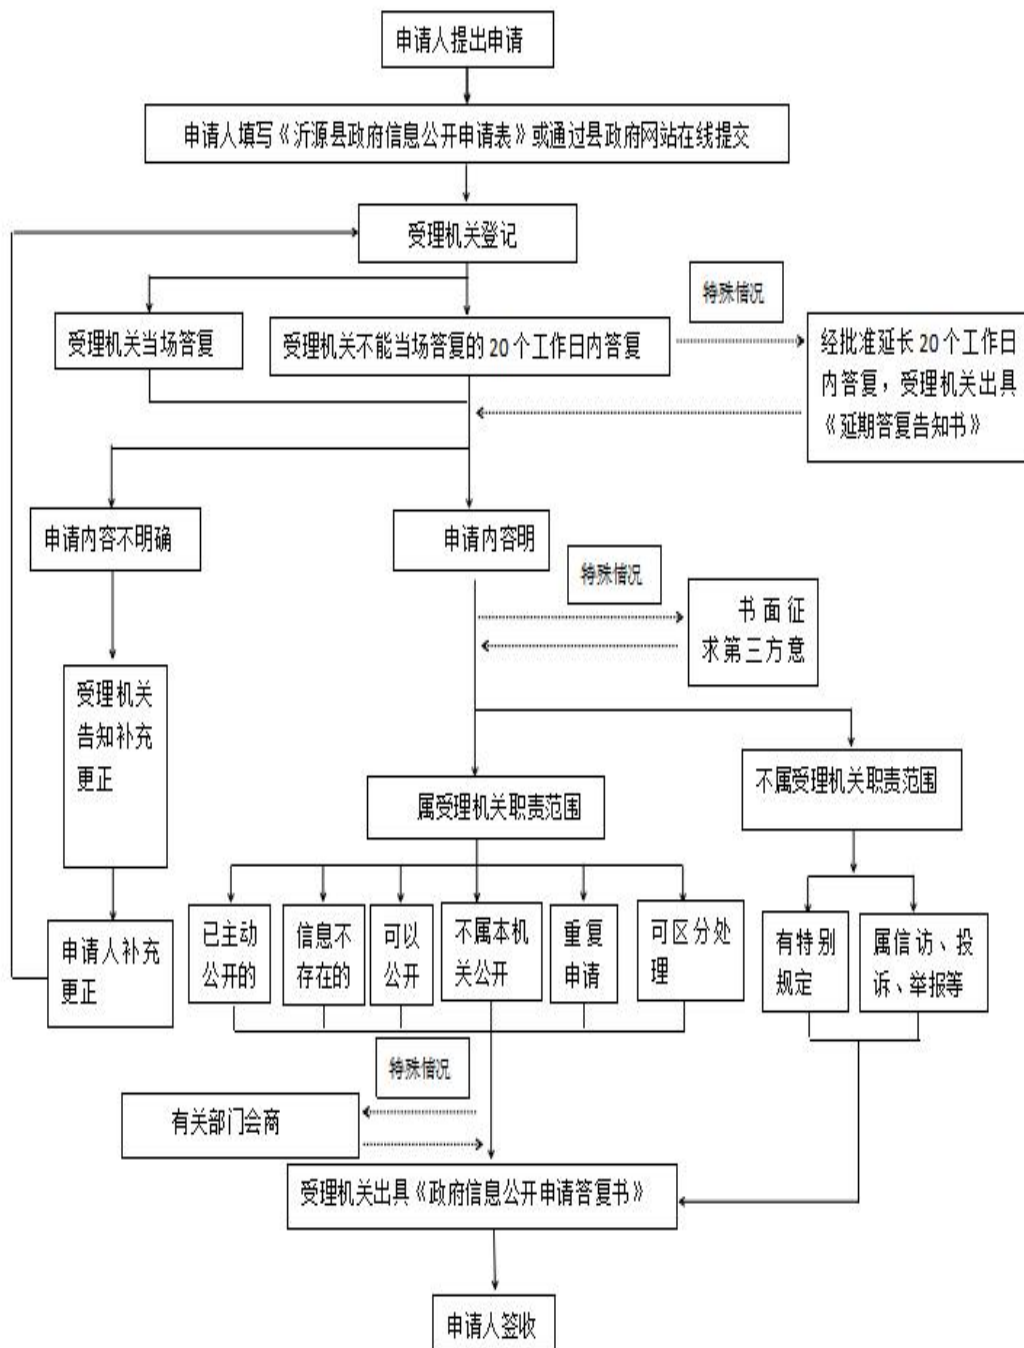 申请人提出申请
申请人填写《沂源县政府信息公开申请表》或通过县政府网站在线提交
受理机关登记
特殊情况
受理机关当场答复
受理机关不能当场答复的 20 个工作日内答复
经批准延长 20 个工作日
内答复，受理机关出具
《延期答复告知书》
申请内容不明确
申请内容明
特殊情况
书面征
求第三方意
受理机关
告知补充
更正
属受理机关职责范围
不属受理机关职责范围
已主动
公开的
信息不
存在的
可以
公开
不属本机
关公开
重复
申请
可区分处
理
有特别
规定
属信访、投
诉、举报等
申请人补充
更正
特殊情况
有关部门会商
受理机关出具《政府信息公开申请答复书》
申请人签收